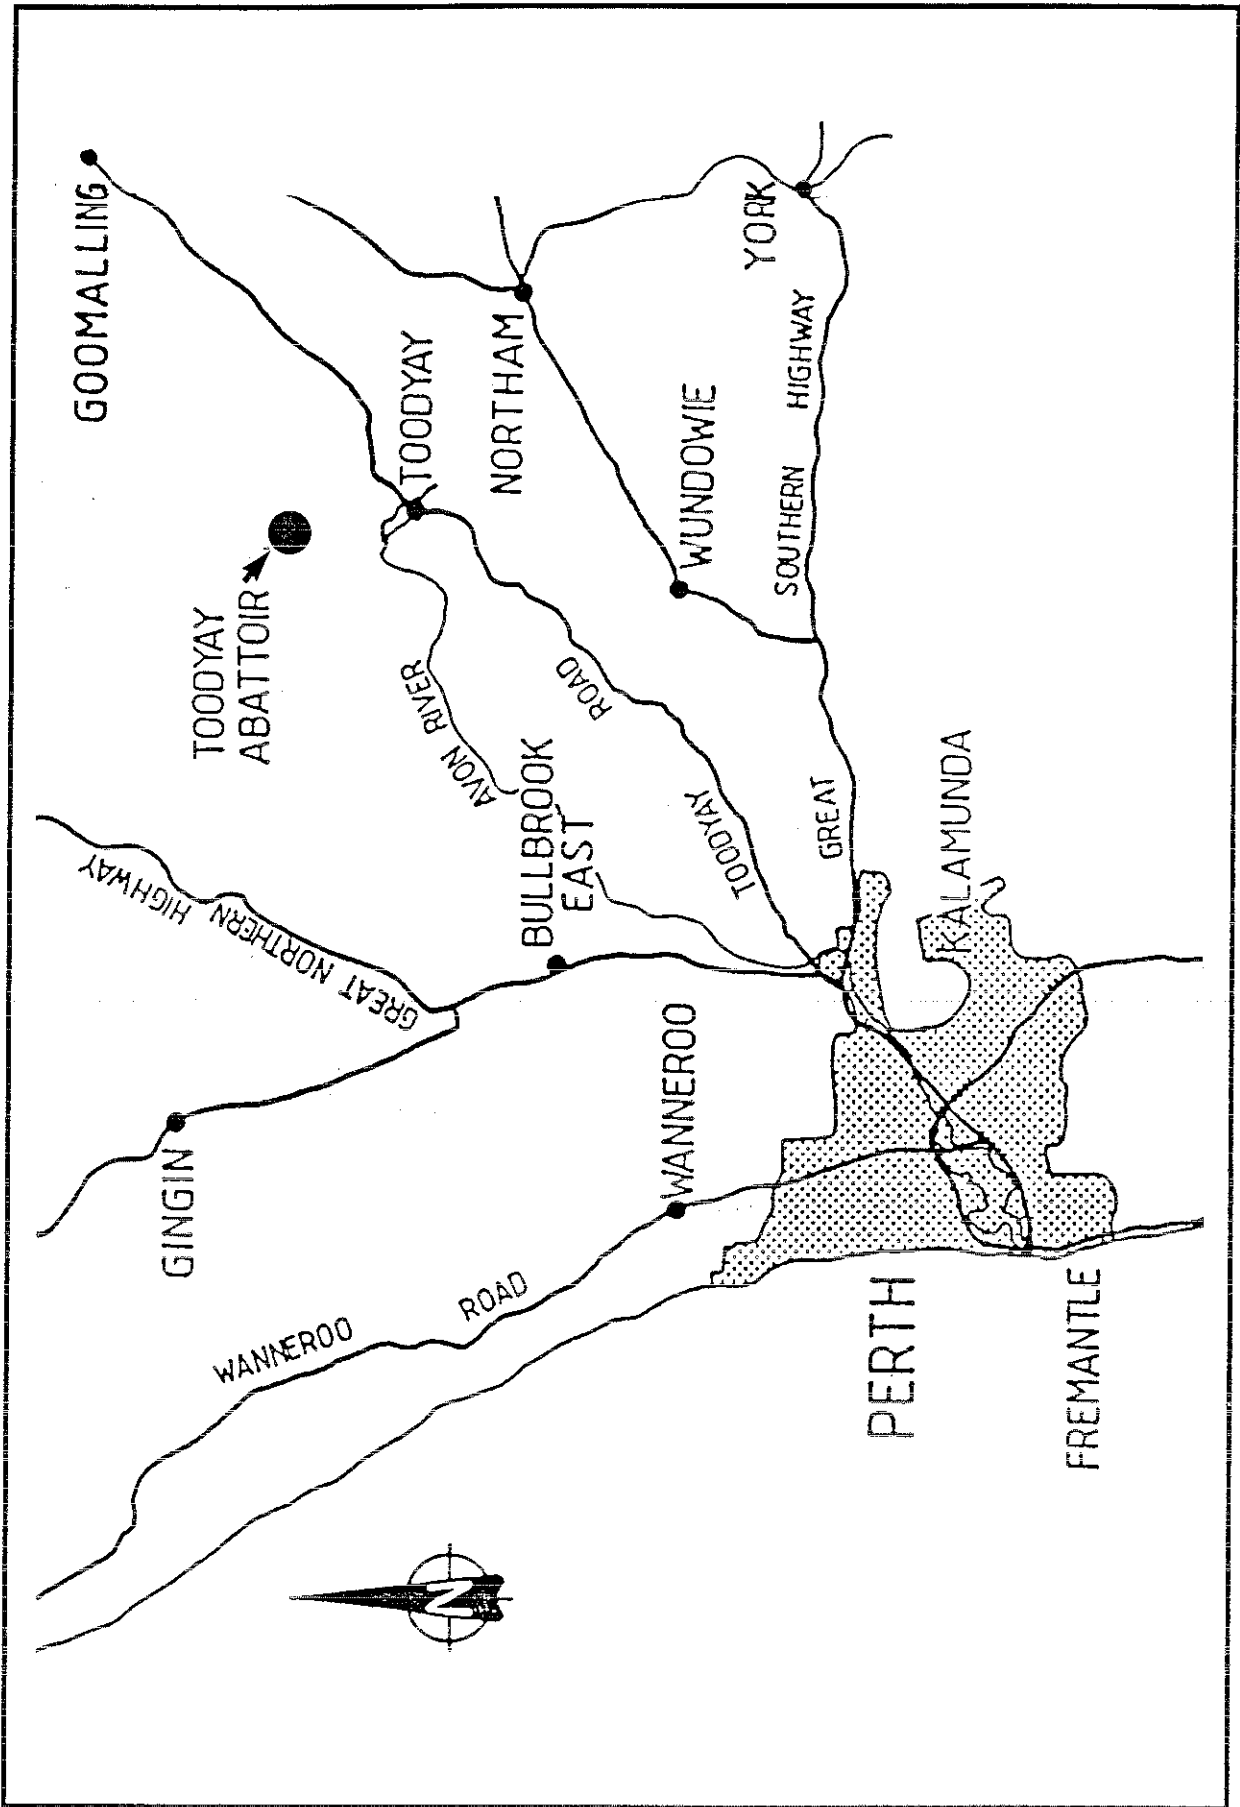 GOOMALLING
TOODYAY
ABATTOIR
TOODYAY
NORTHAM
YORK
WUNDOWIE
GREAT SOUTHERN HIGHWAY
AVON RIVER
TOODYAY ROAD
GREAT NORTHERN HIGHWAY
BULLBROOK
EAST
KALAMUNDA
GINGIN
WANNEROO
WANNEROO ROAD
PERTH
FREMANTLE
N